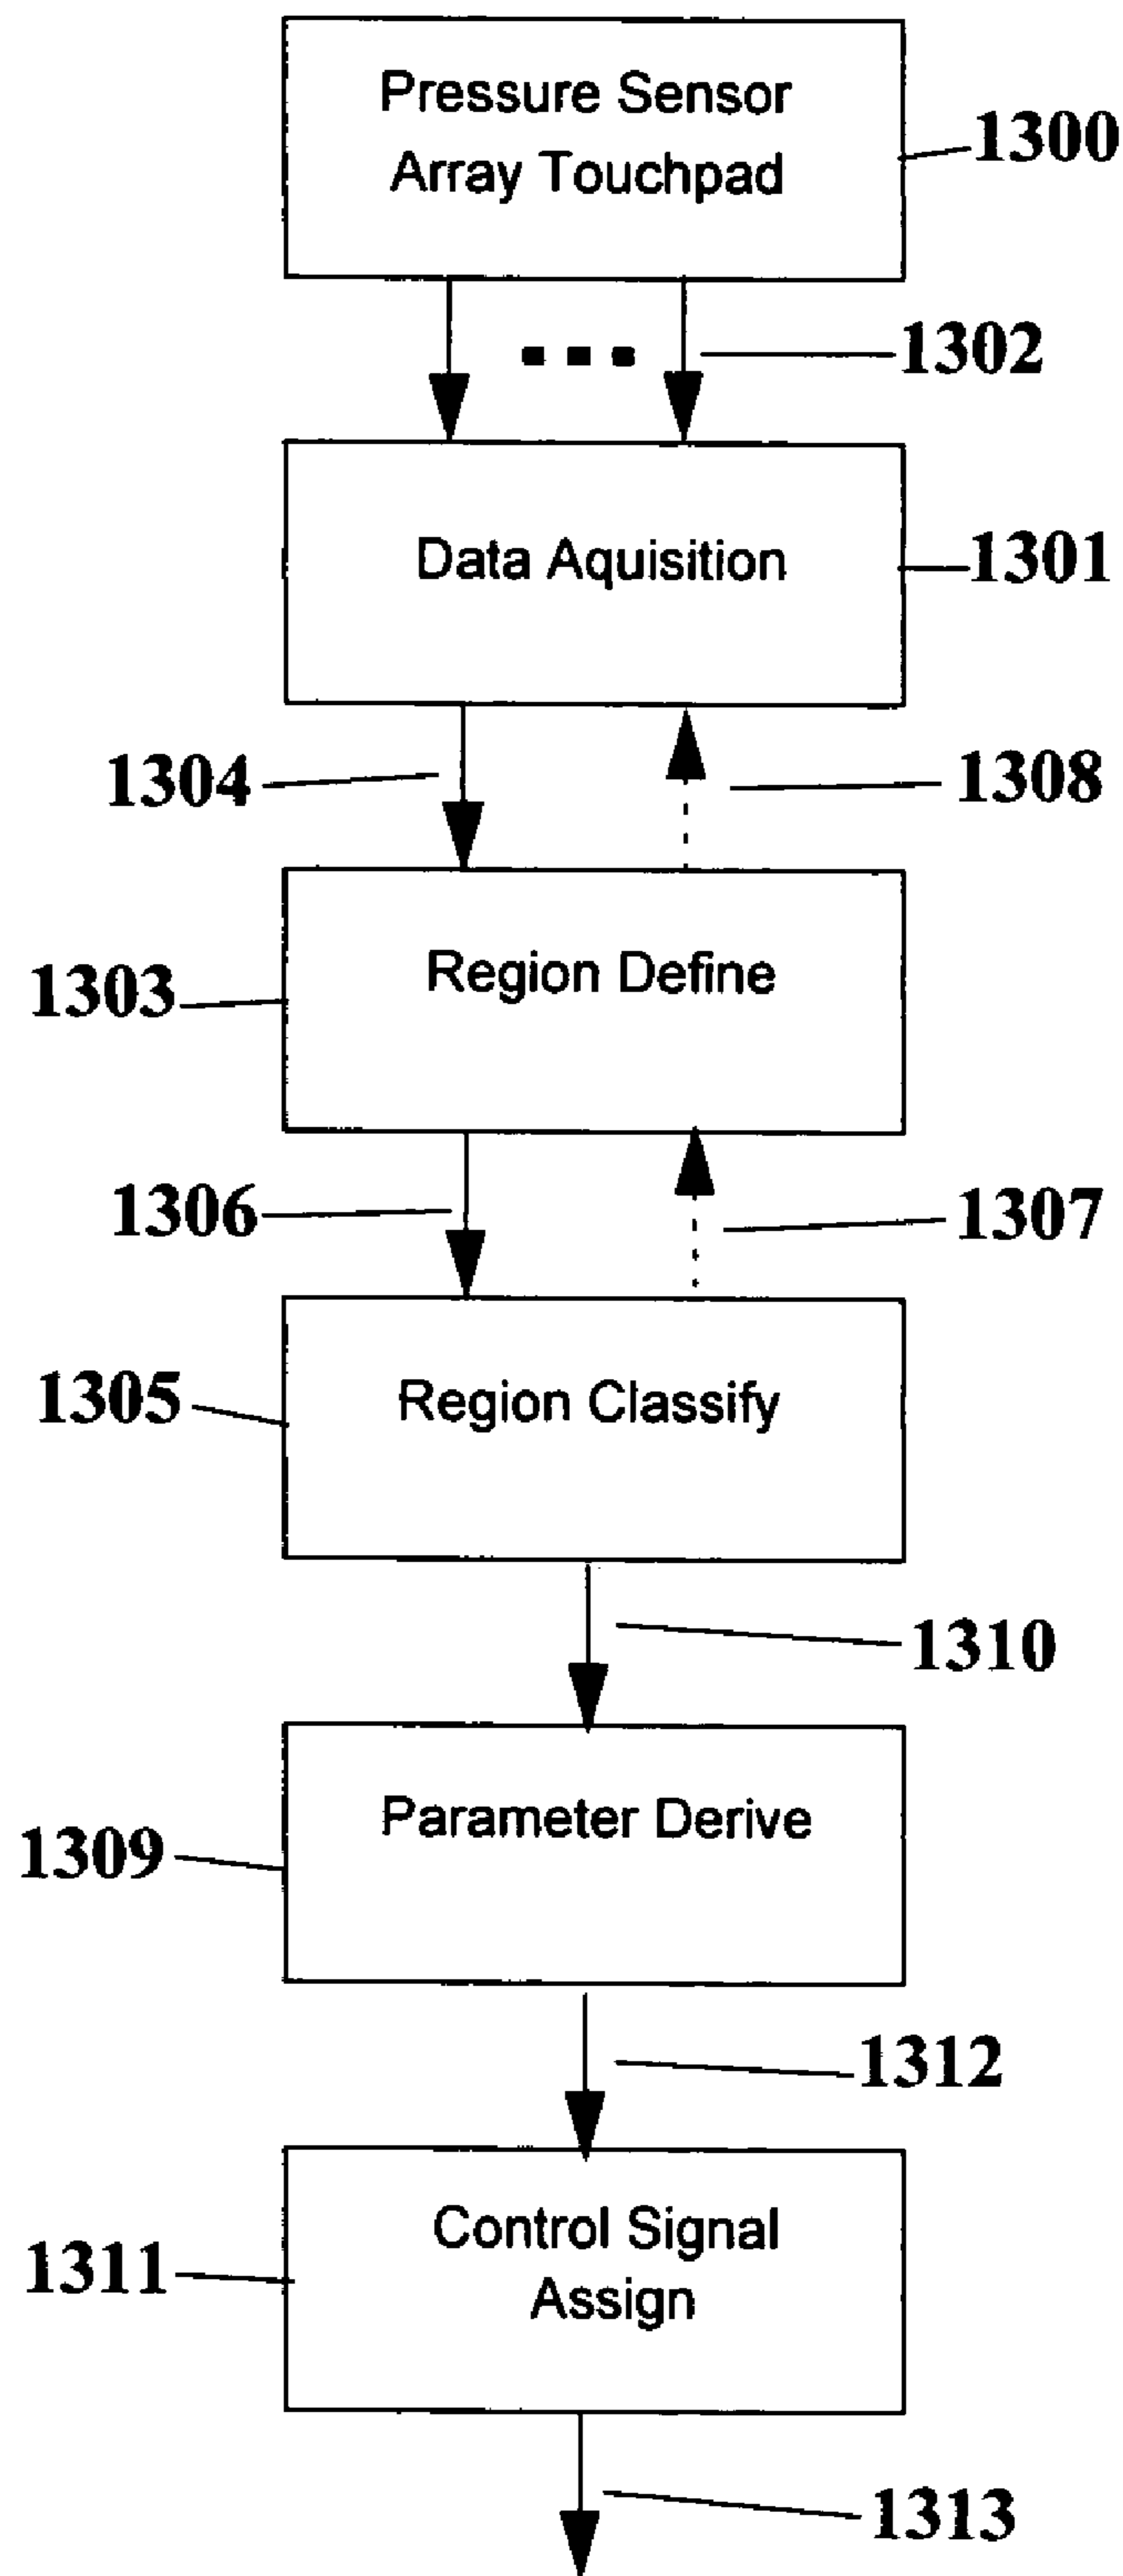 Pressure Sensor
Array Touchpad
1300
1302
Data Aquisition
1301
1304
1308
Region Define
1303
1306
1307
Region Classify
1305
1310
Parameter Derive
1309
1312
Control Signal
Assign
1311
1313